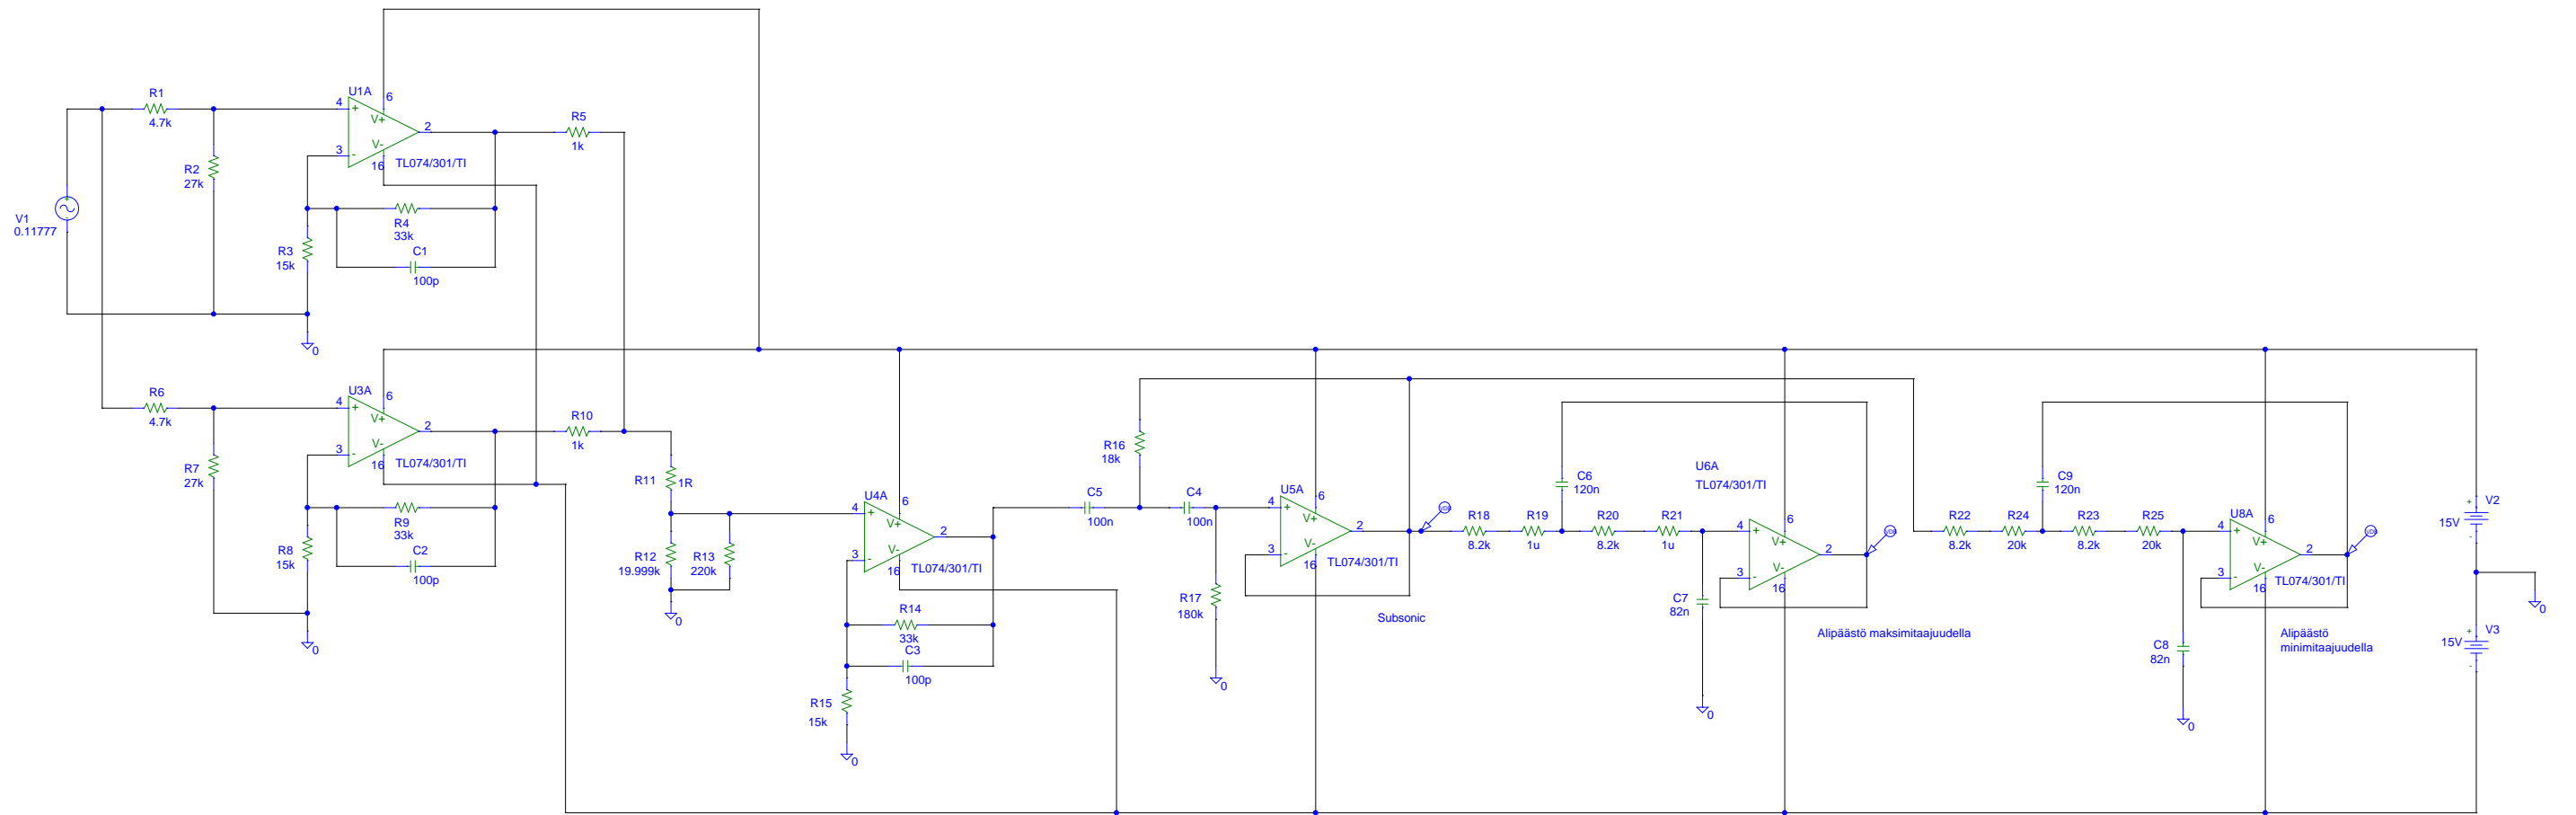 V1
0.11777
R1
4.7k
R2
27k
U1A
4
+
3
-
V+
V-
6
2
16
TL074/301/TI
R3
15k
R4
33k
C1
100p
0
R5
1k
R6
4.7k
R7
27k
U3A
4
+
3
-
V+
V-
6
2
16
TL074/301/TI
R8
15k
R9
33k
C2
100p
0
R10
1k
R11
1R
R12
19.999k
R13
220k
0
U4A
4
+
3
-
V+
V-
6
2
16
TL074/301/TI
R14
33k
C3
100p
R15
15k
0
C5
100n
R16
18k
C4
100n
R17
180k
0
U5A
4
+
3
-
V+
V-
6
2
16
TL074/301/TI
Subsonic
R18
8.2k
R19
1u
C6
120n
R20
8.2k
R21
1u
C7
82n
0
U6A
TL074/301/TI
4
+
3
-
V+
V-
6
2
16
Alipäästö maksimitaajuudella
R22
8.2k
R24
20k
C9
120n
R23
8.2k
R25
20k
C8
82n
0
U8A
4
+
3
-
V+
V-
6
2
16
TL074/301/TI
Alipäästö
minimitaajuudella
V2
15V
+
-
V3
15V
+
-
0